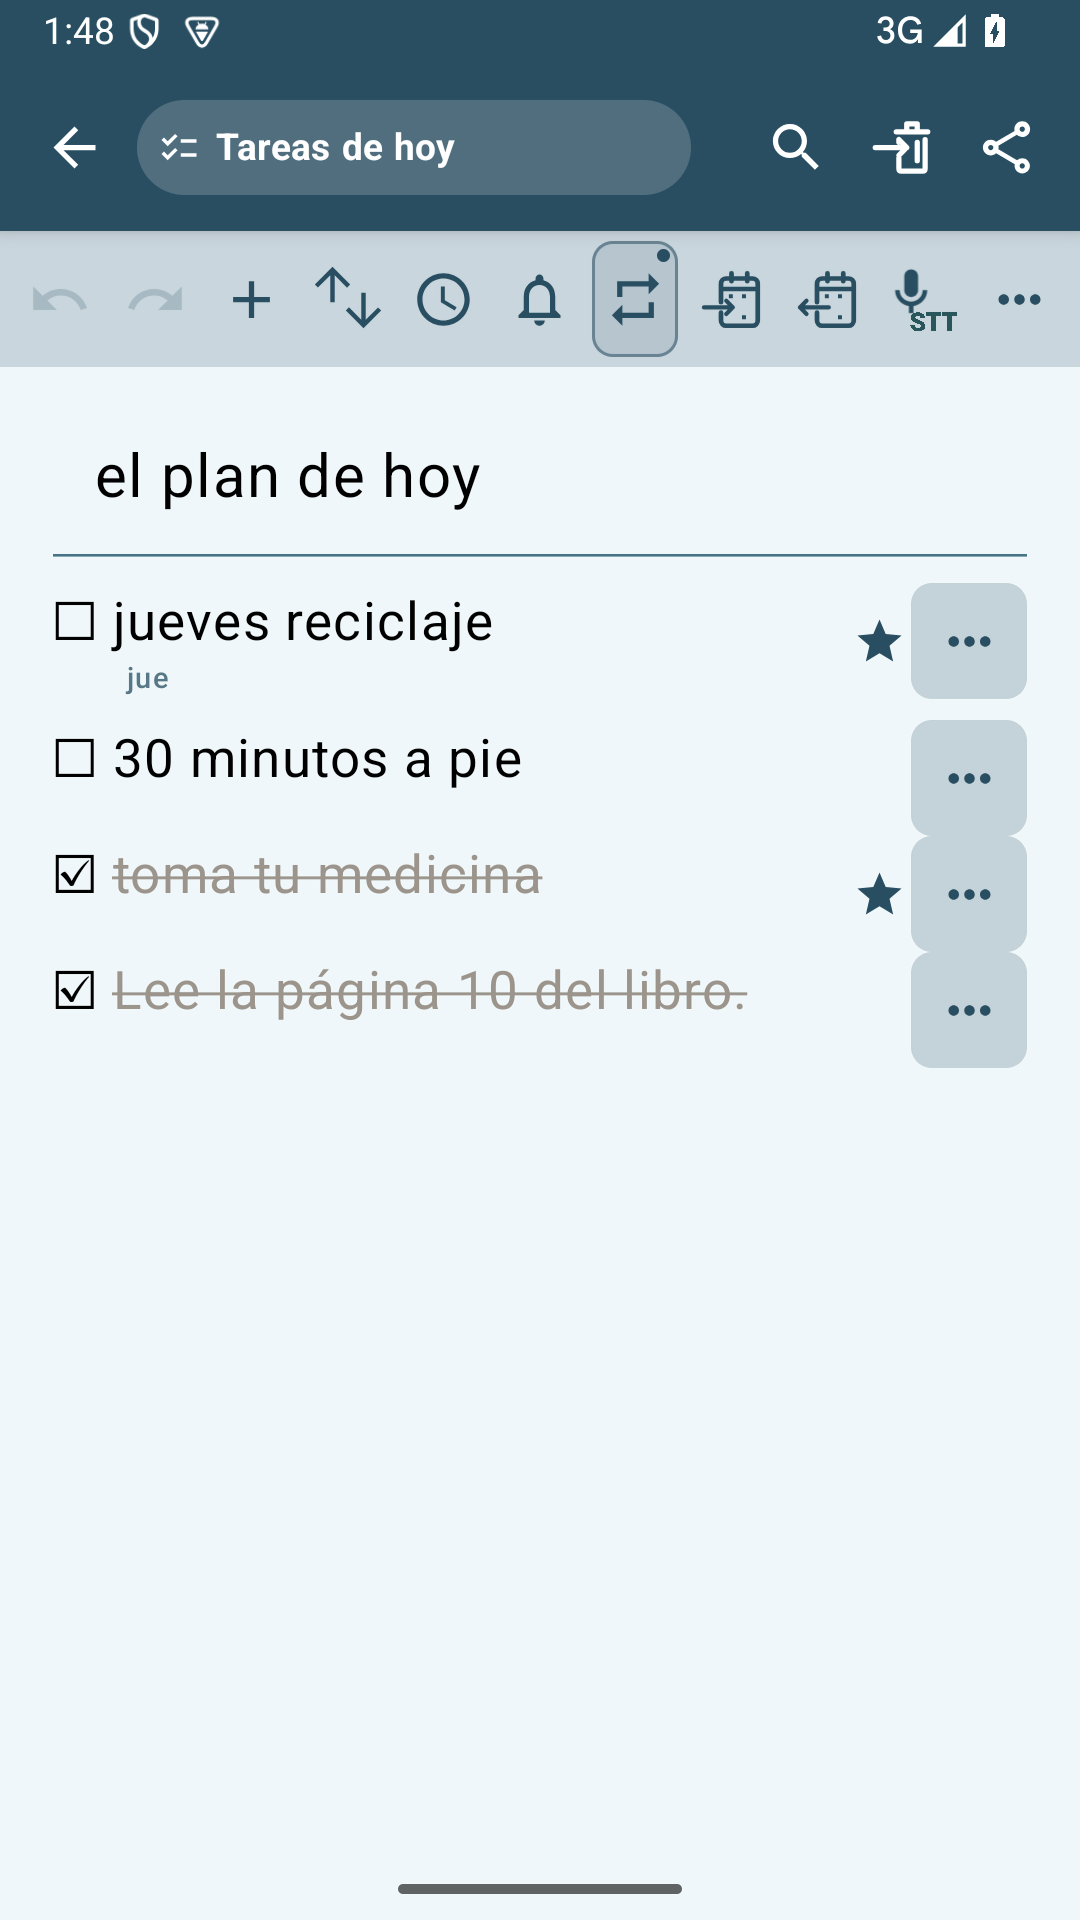 1:48
3G
Tareas de hoy
STT
el plan de hoy
jueves reciclaje
jue
30 minutos a pie
toma tu medicina
Lee la página 10 del libro.